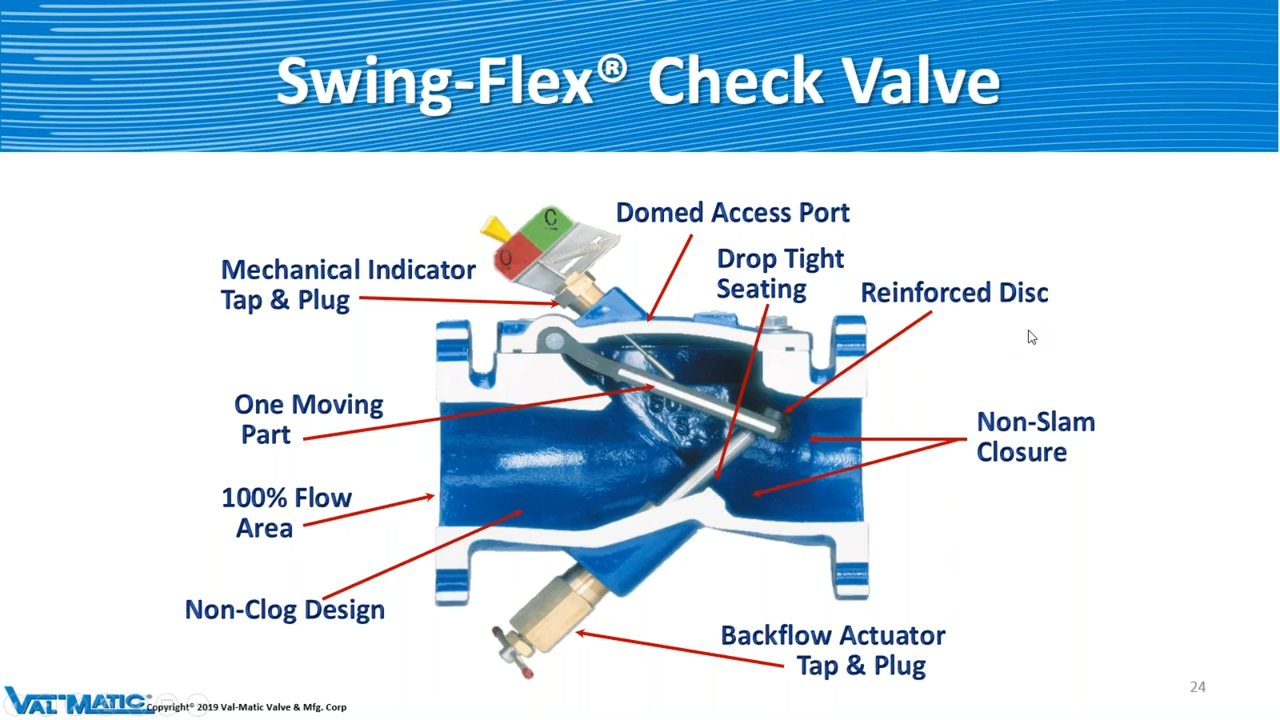 Swing-Flex® Check Valve
Domed Access Port
Drop Tight
Seating
Mechanical Indicator
Tap & Plug
Reinforced Disc
C
O
One Moving
Part
Non-Slam
Closure
100% Flow
Area
Non-Clog Design
Backflow Actuator
Tap & Plug
24
VAL MATIC®
Copyright© 2019 Val-Matic Valve & Mfg. Corp